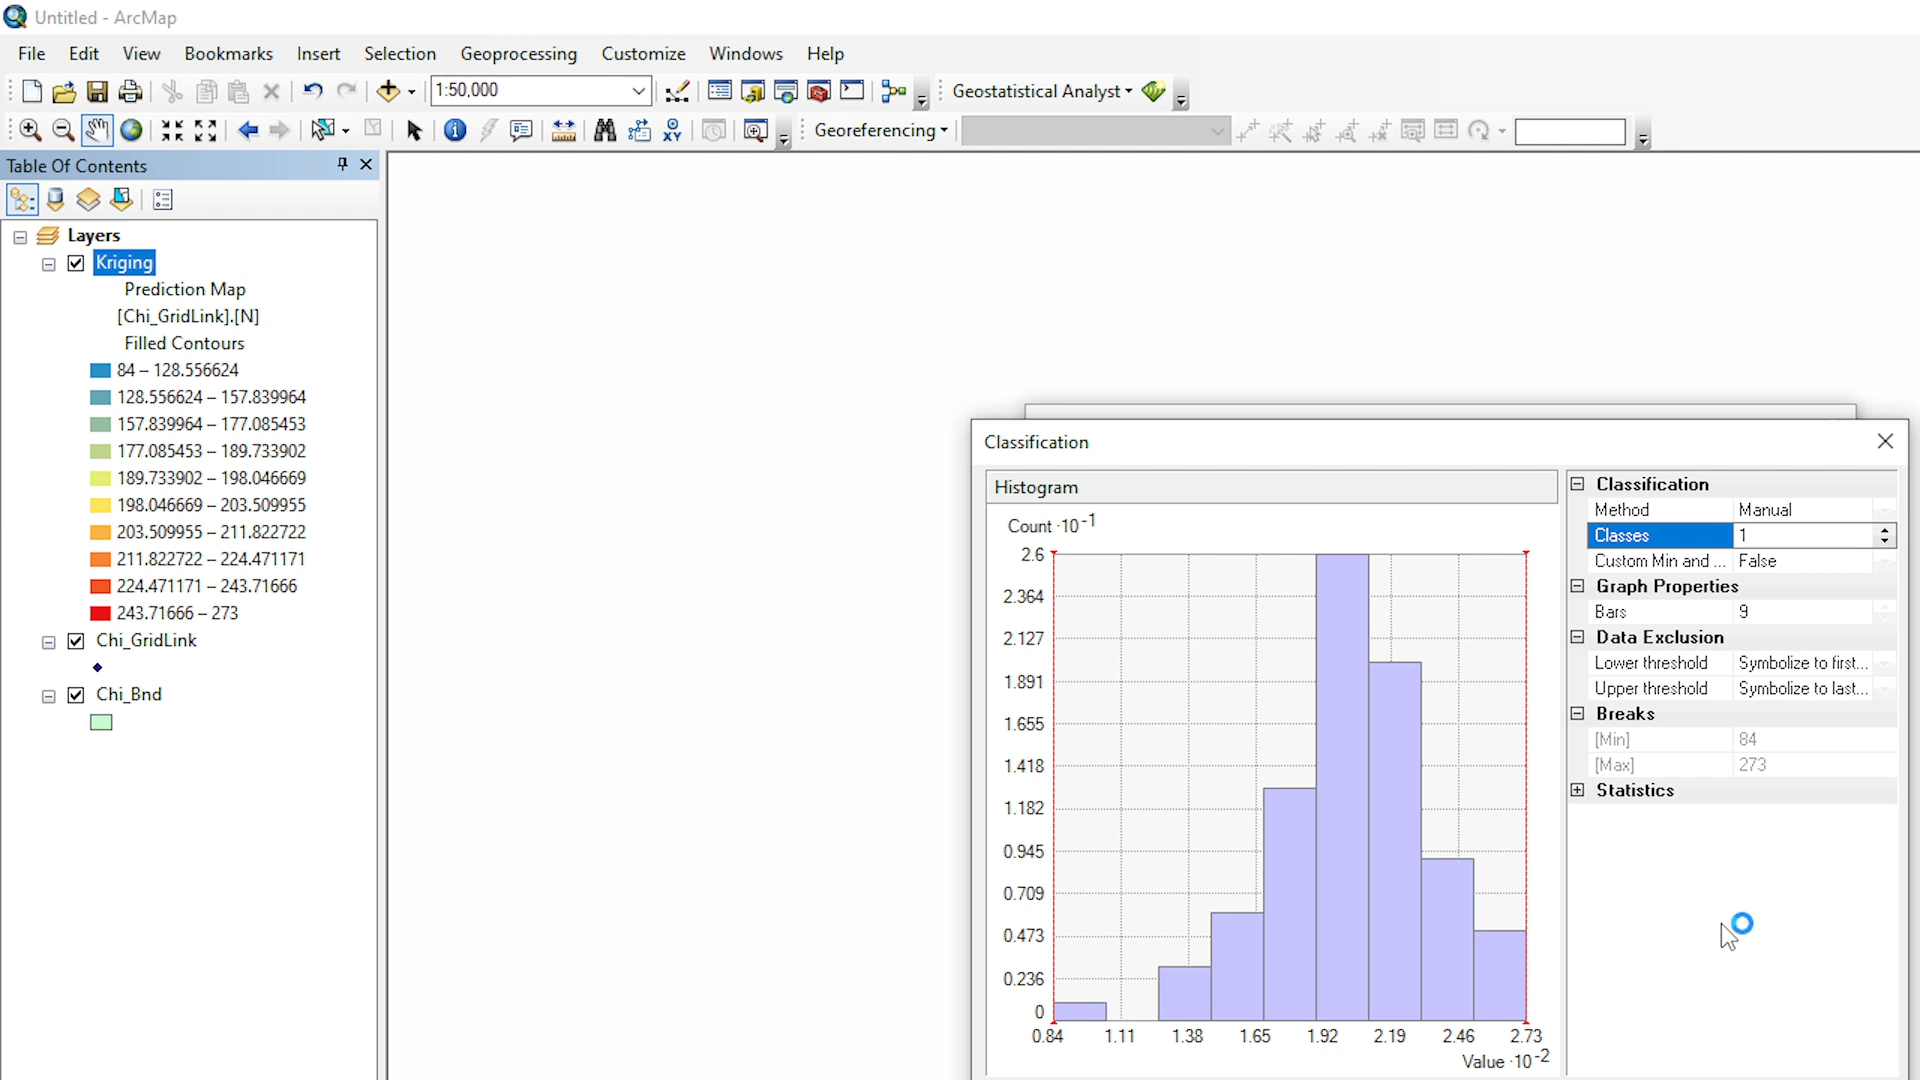 Untitled - ArcMap
File Edit View Bookmarks Insert Selection Geoprocessing Customize Windows Help
1:50,000 Geostatistical Analyst
Georeferencing
Table Of Contents
Layers
Kriging
Prediction Map
[Chi_GridLink].[N]
Filled Contours
84 – 128.556624
128.556624 – 157.839964
157.839964 – 177.085453
177.085453 – 189.733902
189.733902 – 198.046669
198.046669 – 203.509955
203.509955 – 211.822722
211.822722 – 224.471171
224.471171 – 243.71666
243.71666 – 273
Chi_GridLink
Chi_Bnd
Classification
Histogram
Count ·10⁻¹
2.6
2.364
2.127
1.891
1.655
1.418
1.182
0.945
0.709
0.473
0.236
0
0.84 1.11 1.38 1.65 1.92 2.19 2.46 2.73
Value ·10⁻²
Classification
Method Manual
Classes 1
Custom Min and ... False
Graph Properties
Bars 9
Data Exclusion
Lower threshold Symbolize to first...
Upper threshold Symbolize to last...
Breaks
[Min] 84
[Max] 273
Statistics